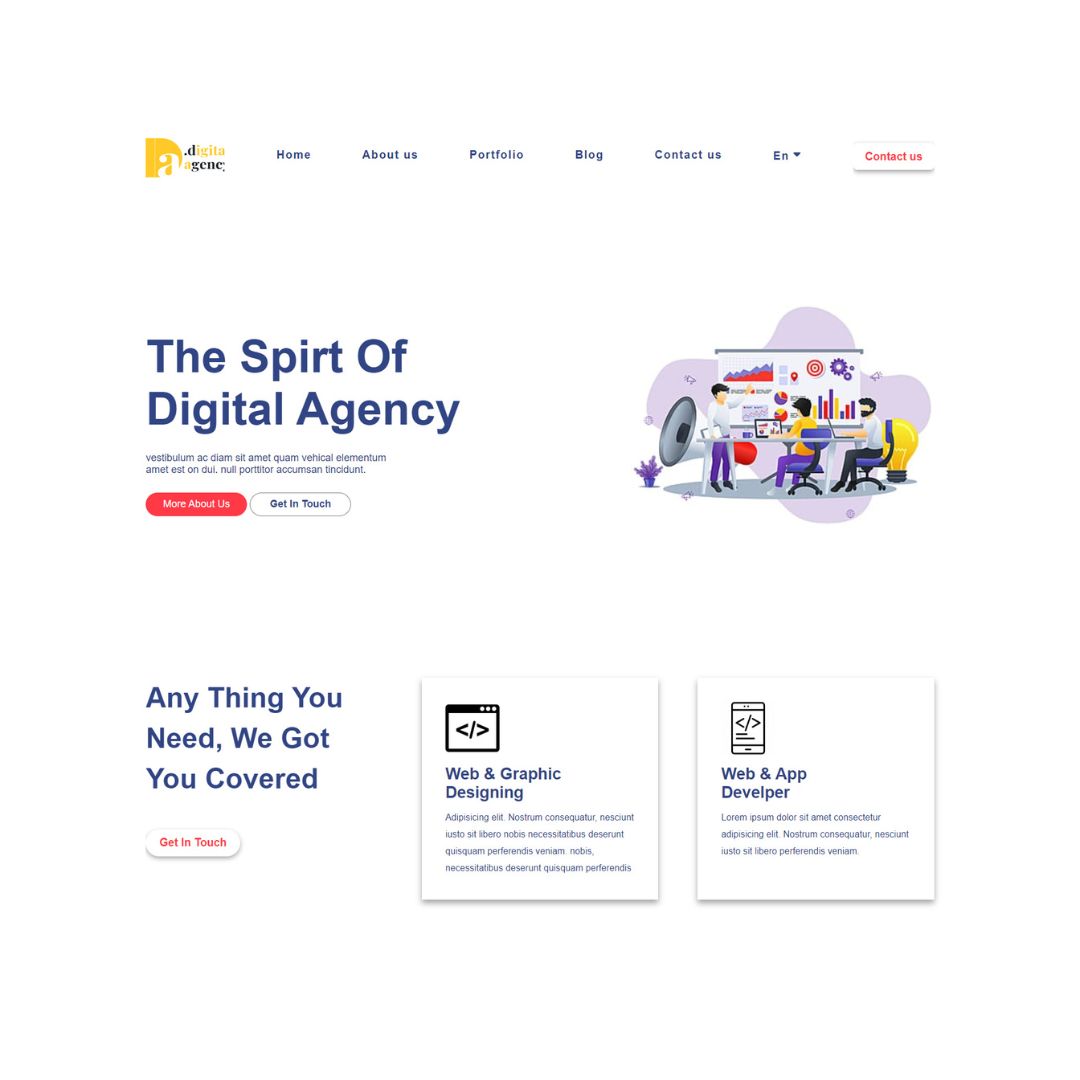 .digita
agency
Home
About us
Portfolio
Blog
Contact us
En
Contact us
The Spirt Of
Digital Agency
vestibulum ac diam sit amet quam vehical elementum
amet est on dui. null porttitor accumsan tincidunt.
More About Us
Get In Touch
Any Thing You
Need, We Got
You Covered
Get In Touch
</>
Web & Graphic
Designing
Adipisicing elit. Nostrum consequatur, nesciunt
iusto sit libero nobis necessitatibus deserunt
quisquam perferendis veniam. nobis,
necessitatibus deserunt quisquam perferendis
</>
Web & App
Develper
Lorem ipsum dolor sit amet consectetur
adipisicing elit. Nostrum consequatur, nesciunt
iusto sit libero perferendis veniam.